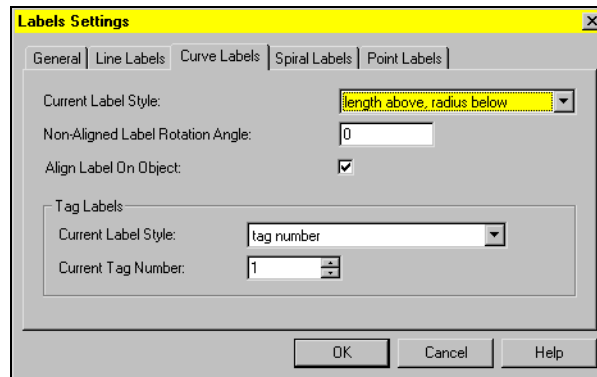 Labels Settings
General Line Labels Curve Labels Spiral Labels Point Labels
Current Label Style: length above, radius below
Non-Aligned Label Rotation Angle: 0
Align Label On Object:
Tag Labels
Current Label Style: tag number
Current Tag Number: 1
OK Cancel Help